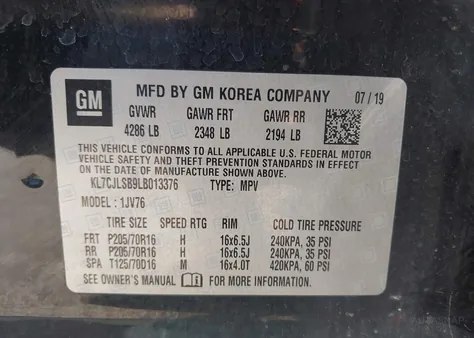 GM
MFD BY GM KOREA COMPANY 07/19
GVWR GAWR FRT GAWR RR
4286 LB 2348 LB 2194 LB
THIS VEHICLE CONFORMS TO ALL APPLICABLE U.S. FEDERAL MOTOR
VEHICLE SAFETY AND THEFT PREVENTION STANDARDS IN EFFECT
ON THE DATE OF MANUFACTURE SHOWN ABOVE.
KL7CJLSB9LB013376 TYPE: MPV
MODEL: 1JV76
TIRE SIZE SPEED RTG RIM COLD TIRE PRESSURE
FRT P205/70R16 H 16x6.5J 240KPA, 35 PSI
RR P205/70R16 H 16x6.5J 240KPA, 35 PSI
SPA T125/70D16 M 16x4.0T 420KPA, 60 PSI
SEE OWNER'S MANUAL FOR MORE INFORMATION.